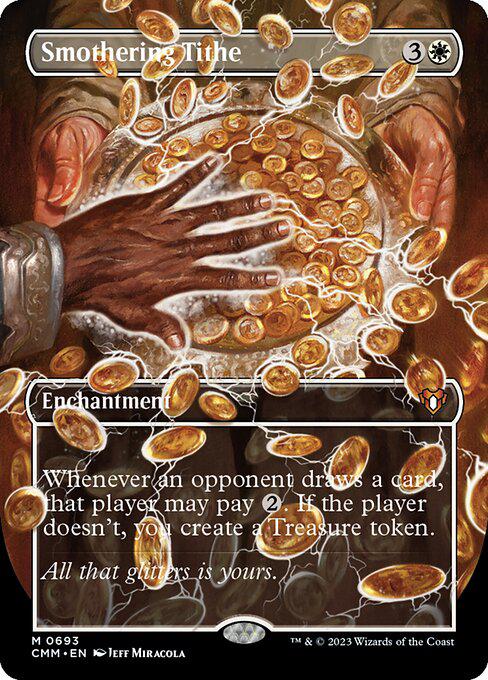 Smothering Tithe 3
Enchantment
Whenever an opponent draws a card,
that player may pay 2. If the player
doesn't, you create a Treasure token.
All that glitters is yours.
M 0693
CMM • EN Jeff Miracola
™ & © 2023 Wizards of the Coast